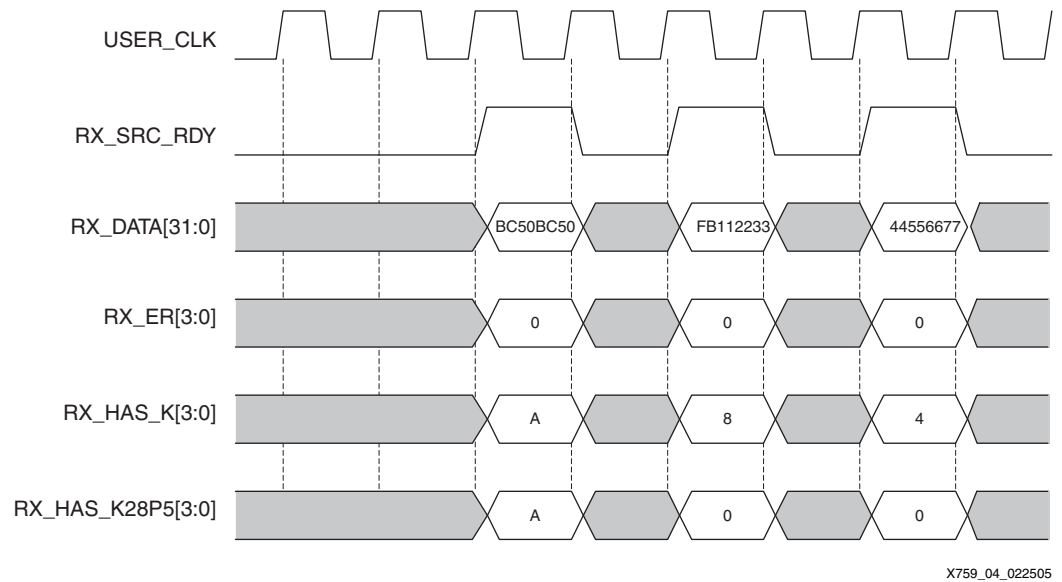 USER_CLK
RX_SRC_RDY
RX_DATA[31:0] BC50BC50 FB112233 44556677
RX_ER[3:0] 0 0 0
RX_HAS_K[3:0] A 8 4
RX_HAS_K28P5[3:0] A 0 0
X759_04_022505